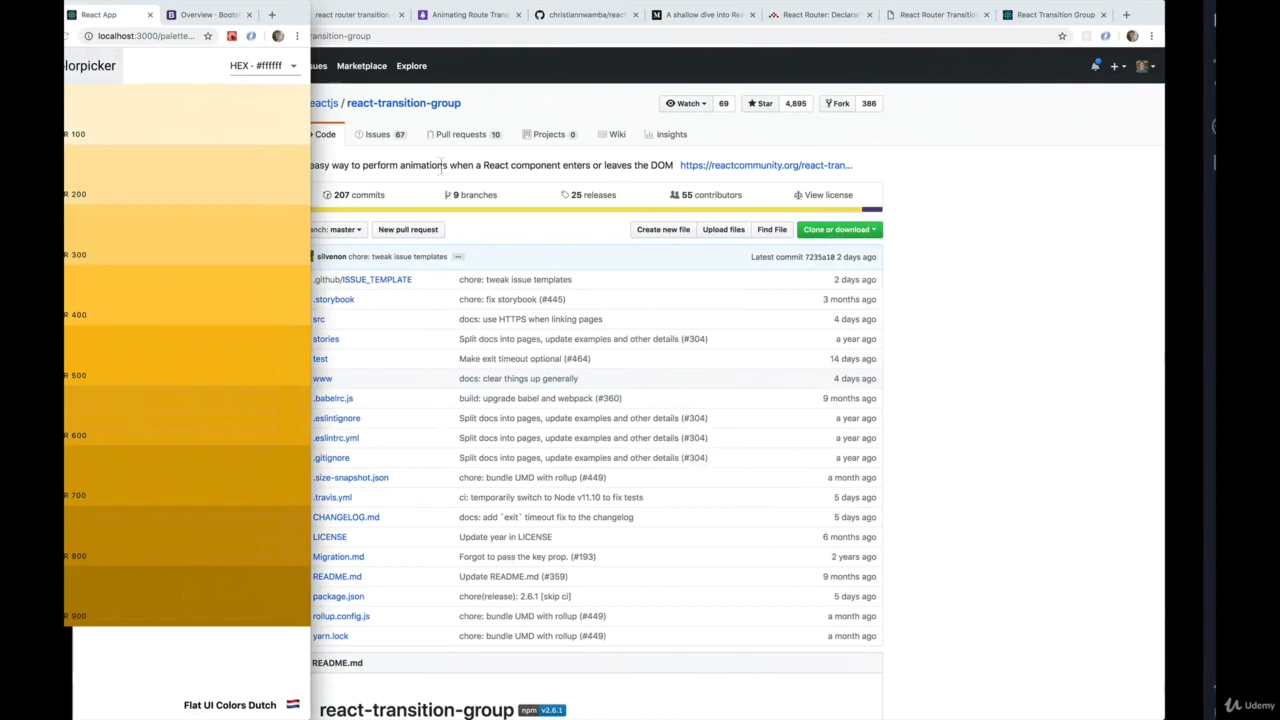 React App
Overview · Boots
react router transition
Animating Route Trans
christiannwamba/react
A shallow dive into Rea
React Router: Declarat
React Router Transitio
React Transition Group
localhost:3000/palette...
ansition-group
lorpicker
HEX - #ffffff
ues Marketplace Explore
eactjs / react-transition-group
Watch 69 Star 4,895 Fork 386
Code Issues 67 Pull requests 10 Projects 0 Wiki Insights
easy way to perform animations when a React component enters or leaves the DOM https://reactcommunity.org/react-tran...
207 commits 9 branches 25 releases 55 contributors View license
anch: master New pull request Create new file Upload files Find File Clone or download
silvenon chore: tweak issue templates ... Latest commit 7235a10 2 days ago
.github/ISSUE_TEMPLATE chore: tweak issue templates 2 days ago
.storybook chore: fix storybook (#445) 3 months ago
src docs: use HTTPS when linking pages 4 days ago
stories Split docs into pages, update examples and other details (#304) a year ago
test Make exit timeout optional (#464) 14 days ago
www docs: clear things up generally 4 days ago
.babelrc.js build: upgrade babel and webpack (#360) 9 months ago
.eslintignore Split docs into pages, update examples and other details (#304) a year ago
.eslintrc.yml Split docs into pages, update examples and other details (#304) a year ago
.gitignore Split docs into pages, update examples and other details (#304) a year ago
.size-snapshot.json chore: bundle UMD with rollup (#449) a month ago
.travis.yml ci: temporarily switch to Node v11.10 to fix tests 5 days ago
CHANGELOG.md docs: add `exit` timeout fix to the changelog 5 days ago
LICENSE Update year in LICENSE 6 months ago
Migration.md Forgot to pass the key prop. (#193) 2 years ago
README.md Update README.md (#359) 9 months ago
package.json chore(release): 2.6.1 [skip ci] 5 days ago
rollup.config.js chore: bundle UMD with rollup (#449) a month ago
yarn.lock chore: bundle UMD with rollup (#449) a month ago
README.md
react-transition-group npm v2.6.1
R 100
R 200
R 300
R 400
R 500
R 600
R 700
R 800
R 900
Flat UI Colors Dutch
Udemy